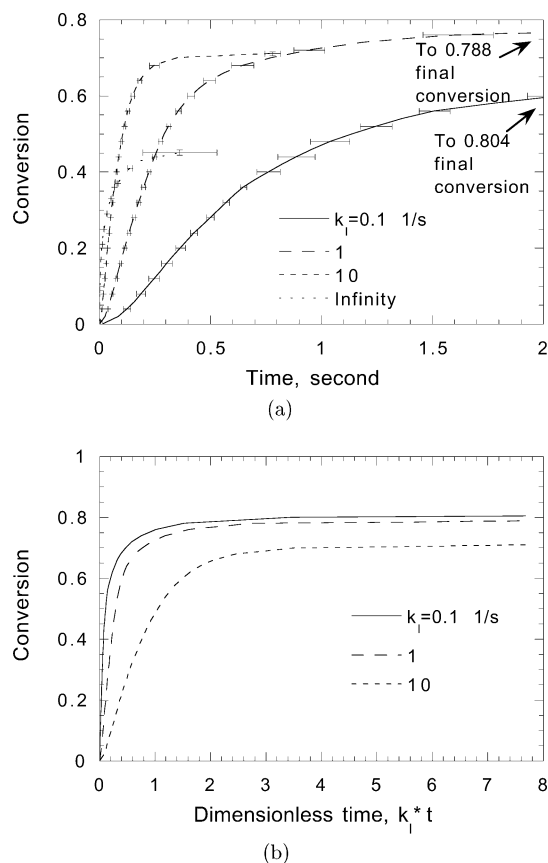 (a)
0.8
0.6
0.4
0.2
0
Conversion
To 0.788
final
conversion
To 0.804
final
conversion
k_I=0.1 1/s
1
10
Infinity
0 0.5 1 1.5 2
Time, second
(a)
1
0.8
0.6
0.4
0.2
0
Conversion
k_I=0.1 1/s
1
10
0 1 2 3 4 5 6 7 8
Dimensionless time, k_I* t
(b)